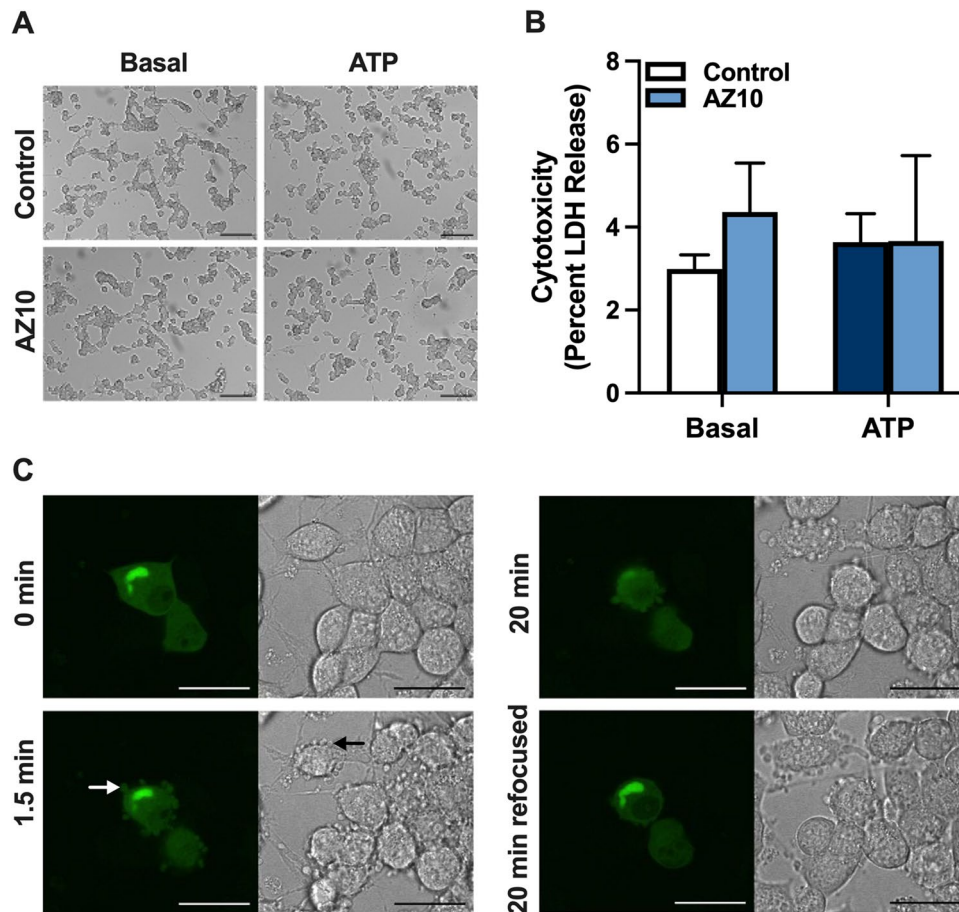 A
Basal
ATP
Control
AZ10
B
8
6
4
2
0
Cytotoxicity
(Percent LDH Release)
Control
AZ10
Basal
ATP
C
0 min
1.5 min
20 min
20 min refocused